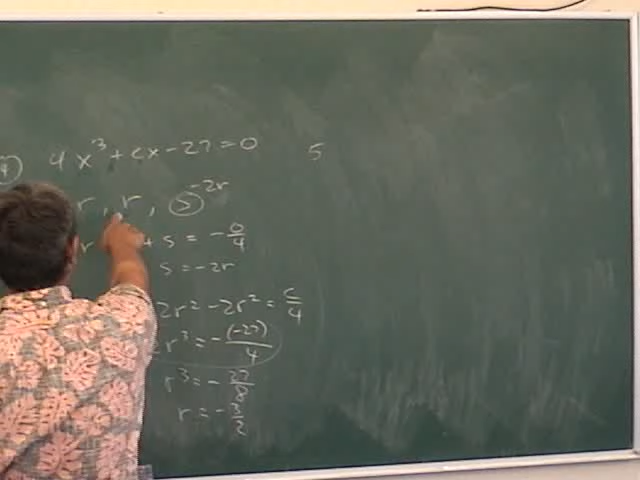 4) 4x³ + cx - 27 = 0 5
r, r, s -2r
r + s = - 0/4
s = -2r
2r² - 2r² = c/4
r³ = - (-27)/4
r³ = - 27/8
r = - 3/2